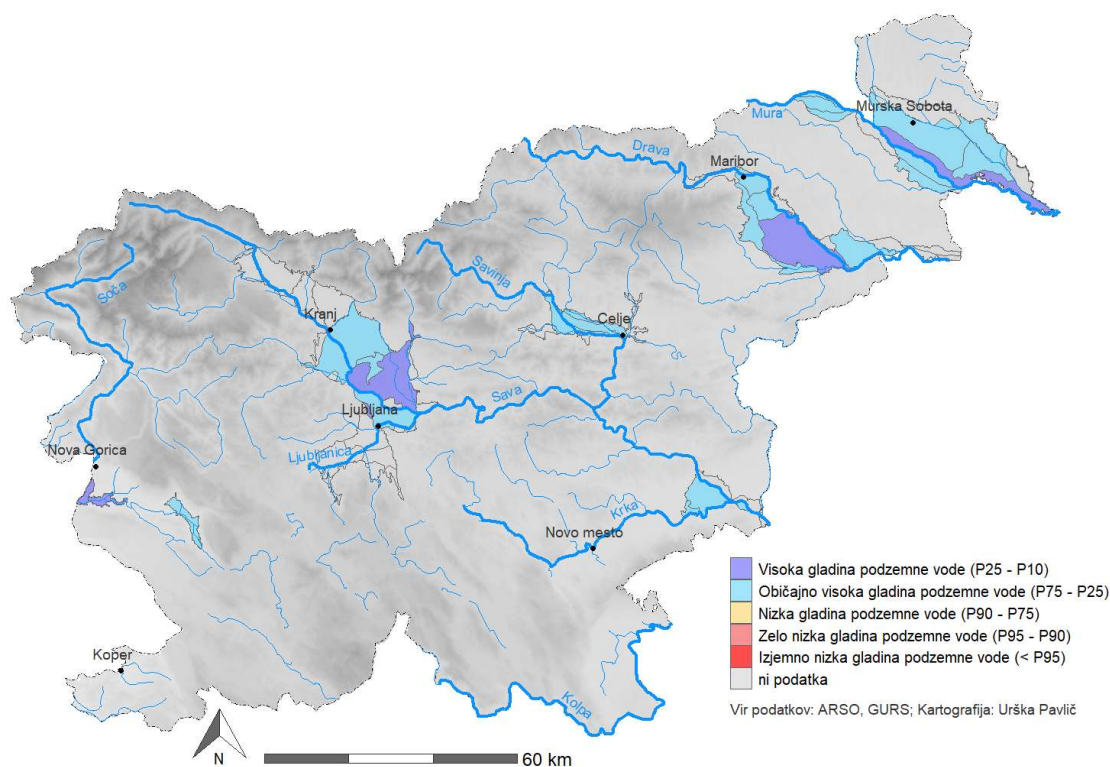 Murska Sobota
Mura
Drava
Maribor
Soča
Savinja
Kranj
Celje
Sava
Ljubljana
Ljubljanica
Nova Gorica
Krka
Novo mesto
Koper
Kolpa
Visoka gladina podzemne vode (P25 - P10)
Običajno visoka gladina podzemne vode (P75 - P25)
Nizka gladina podzemne vode (P90 - P75)
Zelo nizka gladina podzemne vode (P95 - P90)
Izjemno nizka gladina podzemne vode (< P95)
ni podatka
Vir podatkov: ARSO, GURS; Kartografija: Urška Pavlič
N
60 km